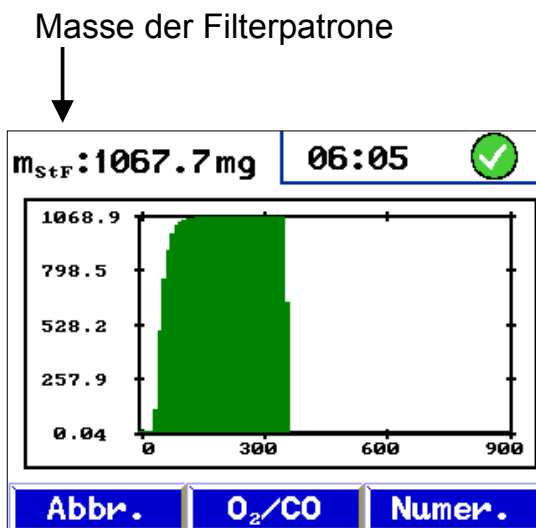 Masse der Filterpatrone
mStF:1067.7mg 06:05
1068.9
798.5
528.2
257.9
0.04
0 300 600 900
Abbr. O₂/CO Numer.